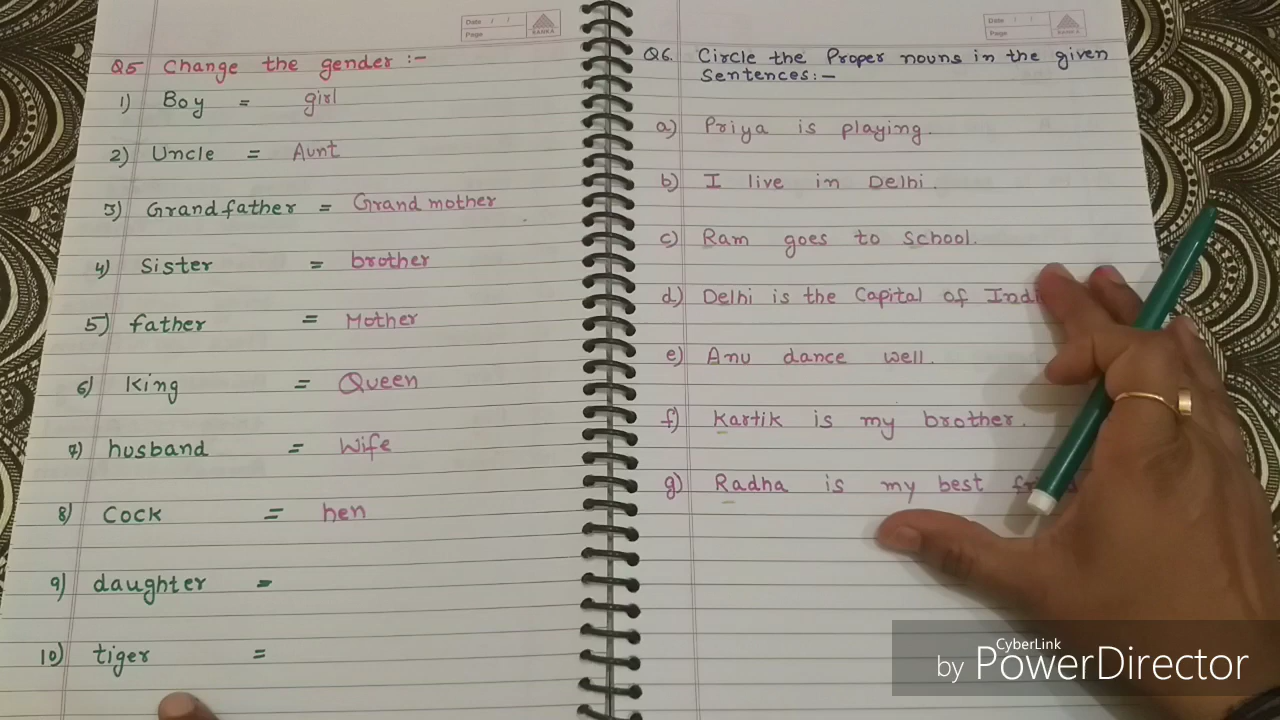 Date / /
Page
RANKA
Q5 Change the gender :-
1) Boy = girl
2) Uncle = Aunt
3) Grandfather = Grand mother
4) Sister = brother
5) father = Mother
6) King = Queen
7) husband = Wife
8) Cock = hen
9) daughter =
10) tiger =
Date / /
Page
Q6. Circle the Proper nouns in the given
Sentences:-
a) Priya is playing.
b) I live in Delhi.
c) Ram goes to School.
d) Delhi is the Capital of
e) Anu dance well.
f) Kartik is my brother.
g) Radha is my best
CyberLink
by PowerDirector